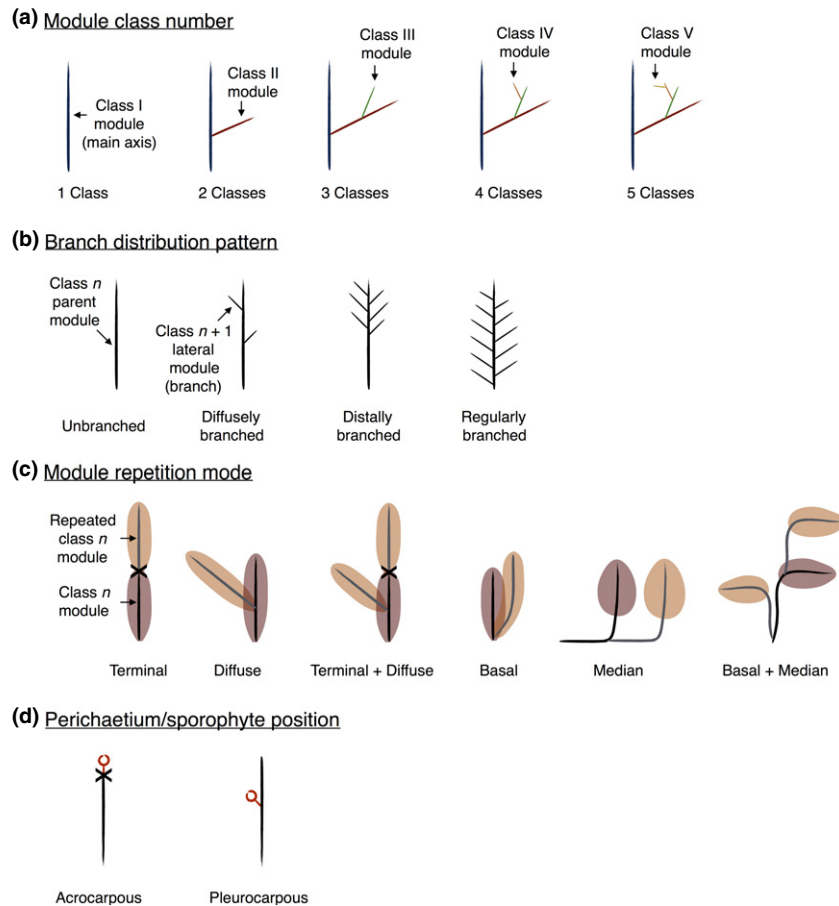 (a) Module class number
Class I
module
(main axis)
Class II
module
Class III
module
Class IV
module
Class V
module
1 Class
2 Classes
3 Classes
4 Classes
5 Classes
(b) Branch distribution pattern
Class n
parent
module
Class n + 1
lateral
module
(branch)
Unbranched
Diffusely
branched
Distally
branched
Regularly
branched
(c) Module repetition mode
Repeated
class n
module
Class n
module
Terminal
Diffuse
Terminal + Diffuse
Basal
Median
Basal + Median
(d) Perichaetium/sporophyte position
Acrocarpous
Pleurocarpous